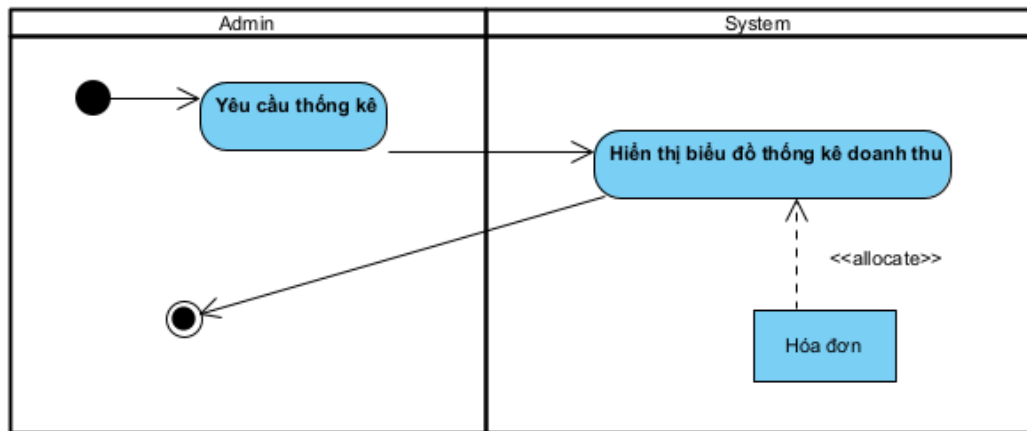 Admin
System
Yêu cầu thống kê
Hiển thị biểu đồ thống kê doanh thu
<<allocate>>
Hóa đơn